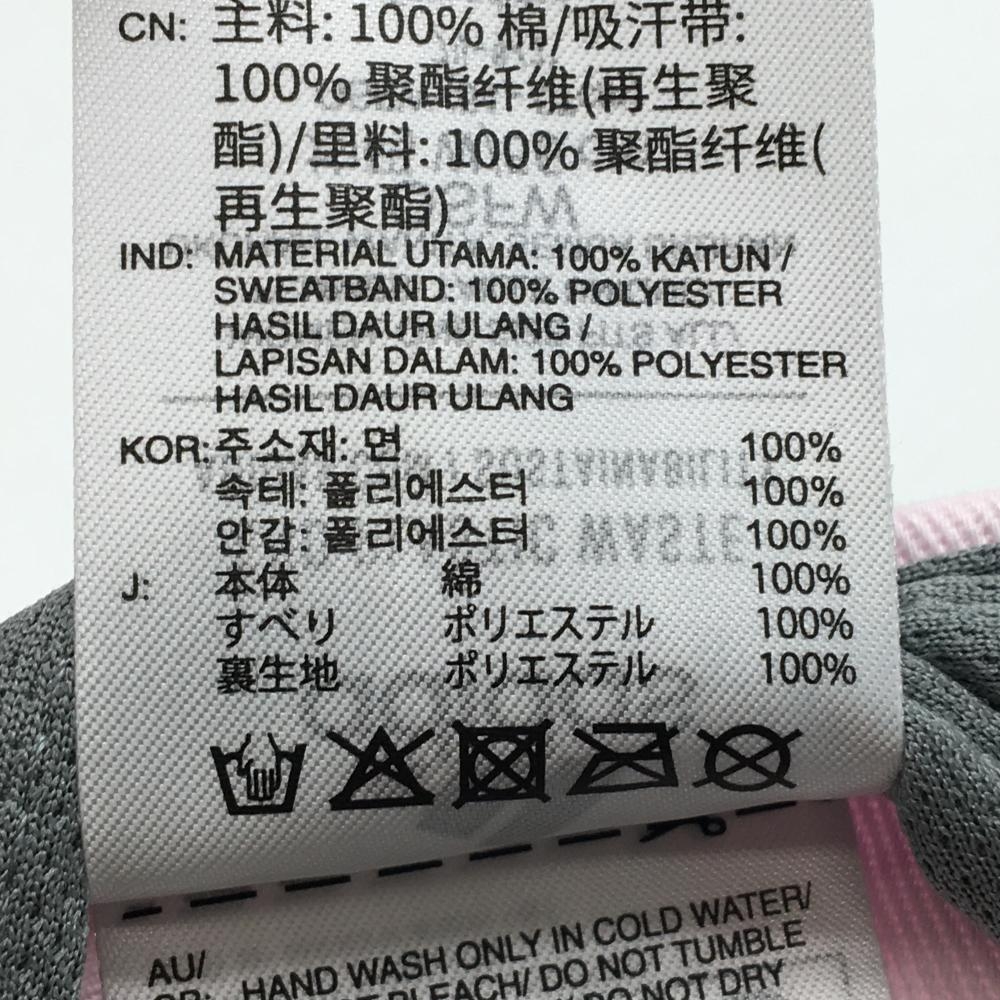 CN: 主料: 100% 棉/吸汗带:
100% 聚酯纤维(再生聚
酯)/里料: 100% 聚酯纤维(
再生聚酯)
IND: MATERIAL UTAMA: 100% KATUN /
SWEATBAND: 100% POLYESTER
HASIL DAUR ULANG /
LAPISAN DALAM: 100% POLYESTER
HASIL DAUR ULANG
KOR: 주소재: 면 100%
속테: 폴리에스터 100%
안감: 폴리에스터 100%
J: 本体 綿 100%
すべり ポリエステル 100%
裏生地 ポリエステル 100%
AU/ HAND WASH ONLY IN COLD WATER/
BLEACH/ DO NOT TUMBLE
DO NOT DRY